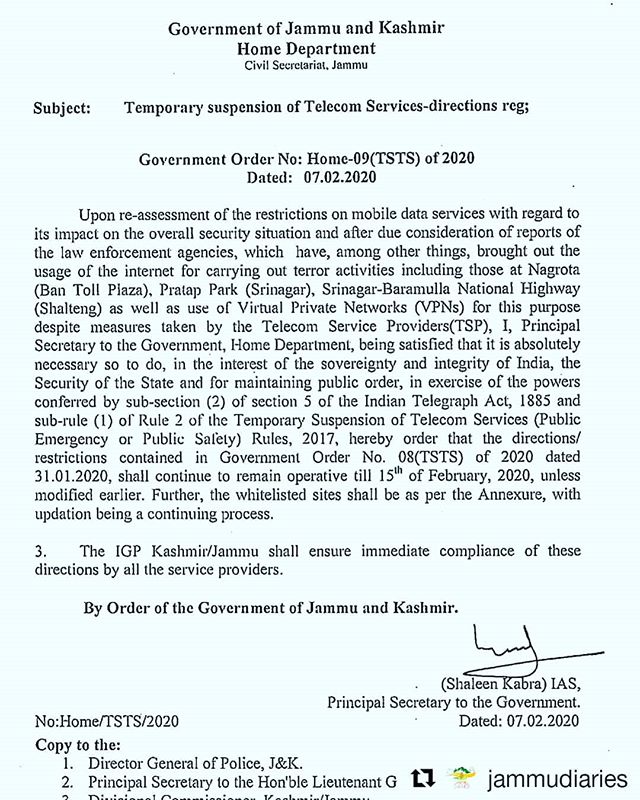 Government of Jammu and Kashmir
Home Department
Civil Secretariat, Jammu
Subject: Temporary suspension of Telecom Services-directions reg;
Government Order No: Home-09(TSTS) of 2020
Dated: 07.02.2020
Upon re-assessment of the restrictions on mobile data services with regard to
its impact on the overall security situation and after due consideration of reports of
the law enforcement agencies, which have, among other things, brought out the
usage of the internet for carrying out terror activities including those at Nagrota
(Ban Toll Plaza), Pratap Park (Srinagar), Srinagar-Baramulla National Highway
(Shalteng) as well as use of Virtual Private Networks (VPNs) for this purpose
despite measures taken by the Telecom Service Providers(TSP), I, Principal
Secretary to the Government, Home Department, being satisfied that it is absolutely
necessary so to do, in the interest of the sovereignty and integrity of India, the
Security of the State and for maintaining public order, in exercise of the powers
conferred by sub-section (2) of section 5 of the Indian Telegraph Act, 1885 and
sub-rule (1) of Rule 2 of the Temporary Suspension of Telecom Services (Public
Emergency or Public Safety) Rules, 2017, hereby order that the directions/
restrictions contained in Government Order No. 08(TSTS) of 2020 dated
31.01.2020, shall continue to remain operative till 15th of February, 2020, unless
modified earlier. Further, the whitelisted sites shall be as per the Annexure, with
updation being a continuing process.
3. The IGP Kashmir/Jammu shall ensure immediate compliance of these
directions by all the service providers.
By Order of the Government of Jammu and Kashmir.
(Shaleen Kabra) IAS,
Principal Secretary to the Government.
No:Home/TSTS/2020 Dated: 07.02.2020
Copy to the:
1. Director General of Police, J&K.
2. Principal Secretary to the Hon'ble Lieutenant G
3. Divisional Commissioner, Kashmir/Jammu
jammudiaries